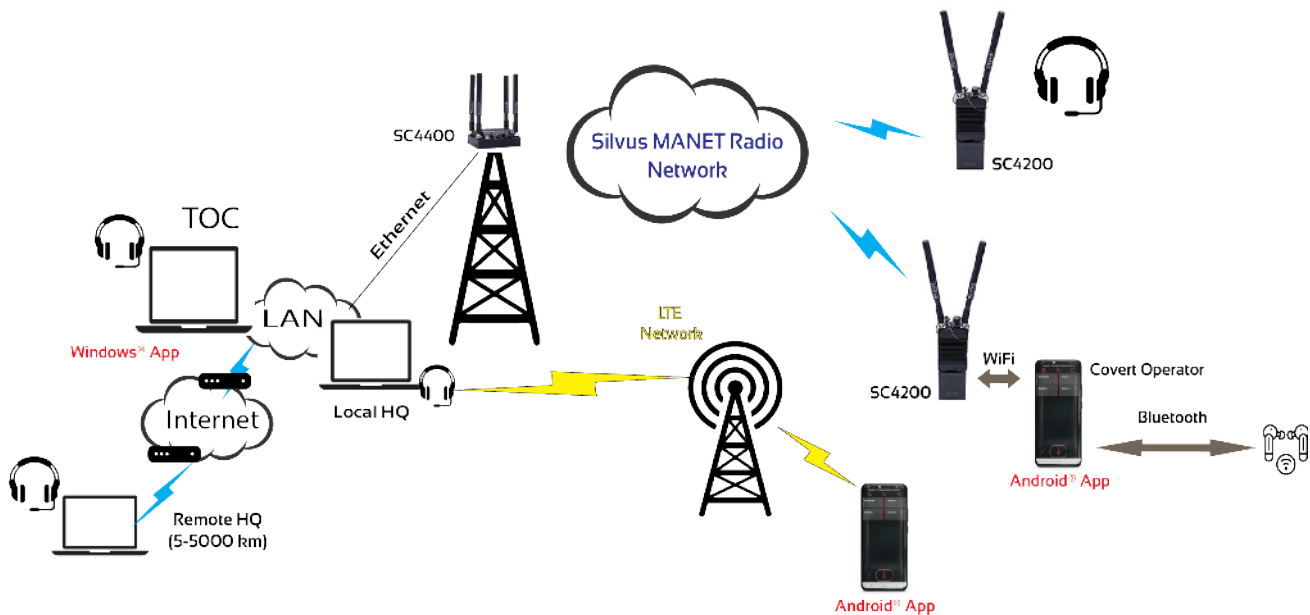 SC4400
Silvus MANET Radio
Network
SC4200
TOC
Ethernet
LAN
Windows® App
LTE
Network
Internet
Local HQ
SC4200
WiFi
Covert Operator
Bluetooth
Android® App
Remote HQ
(5-5000 km)
Android® App